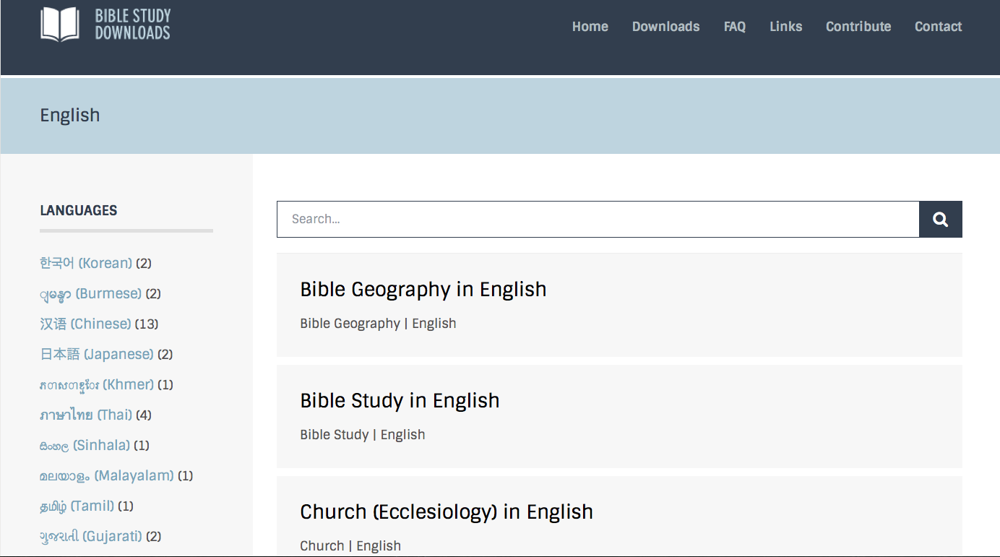 BIBLE STUDY
DOWNLOADS
Home Downloads FAQ Links Contribute Contact
English
LANGUAGES
한국어 (Korean) (2)
ျမန္မာ (Burmese) (2)
汉语 (Chinese) (13)
日本語 (Japanese) (2)
ភាសាខ្មែរ (Khmer) (1)
ภาษาไทย (Thai) (4)
සිංහල (Sinhala) (1)
മലയാളം (Malayalam) (1)
தமிழ் (Tamil) (1)
ગુજરાતી (Gujarati) (2)
Search...
Bible Geography in English
Bible Geography | English
Bible Study in English
Bible Study | English
Church (Ecclesiology) in English
Church | English